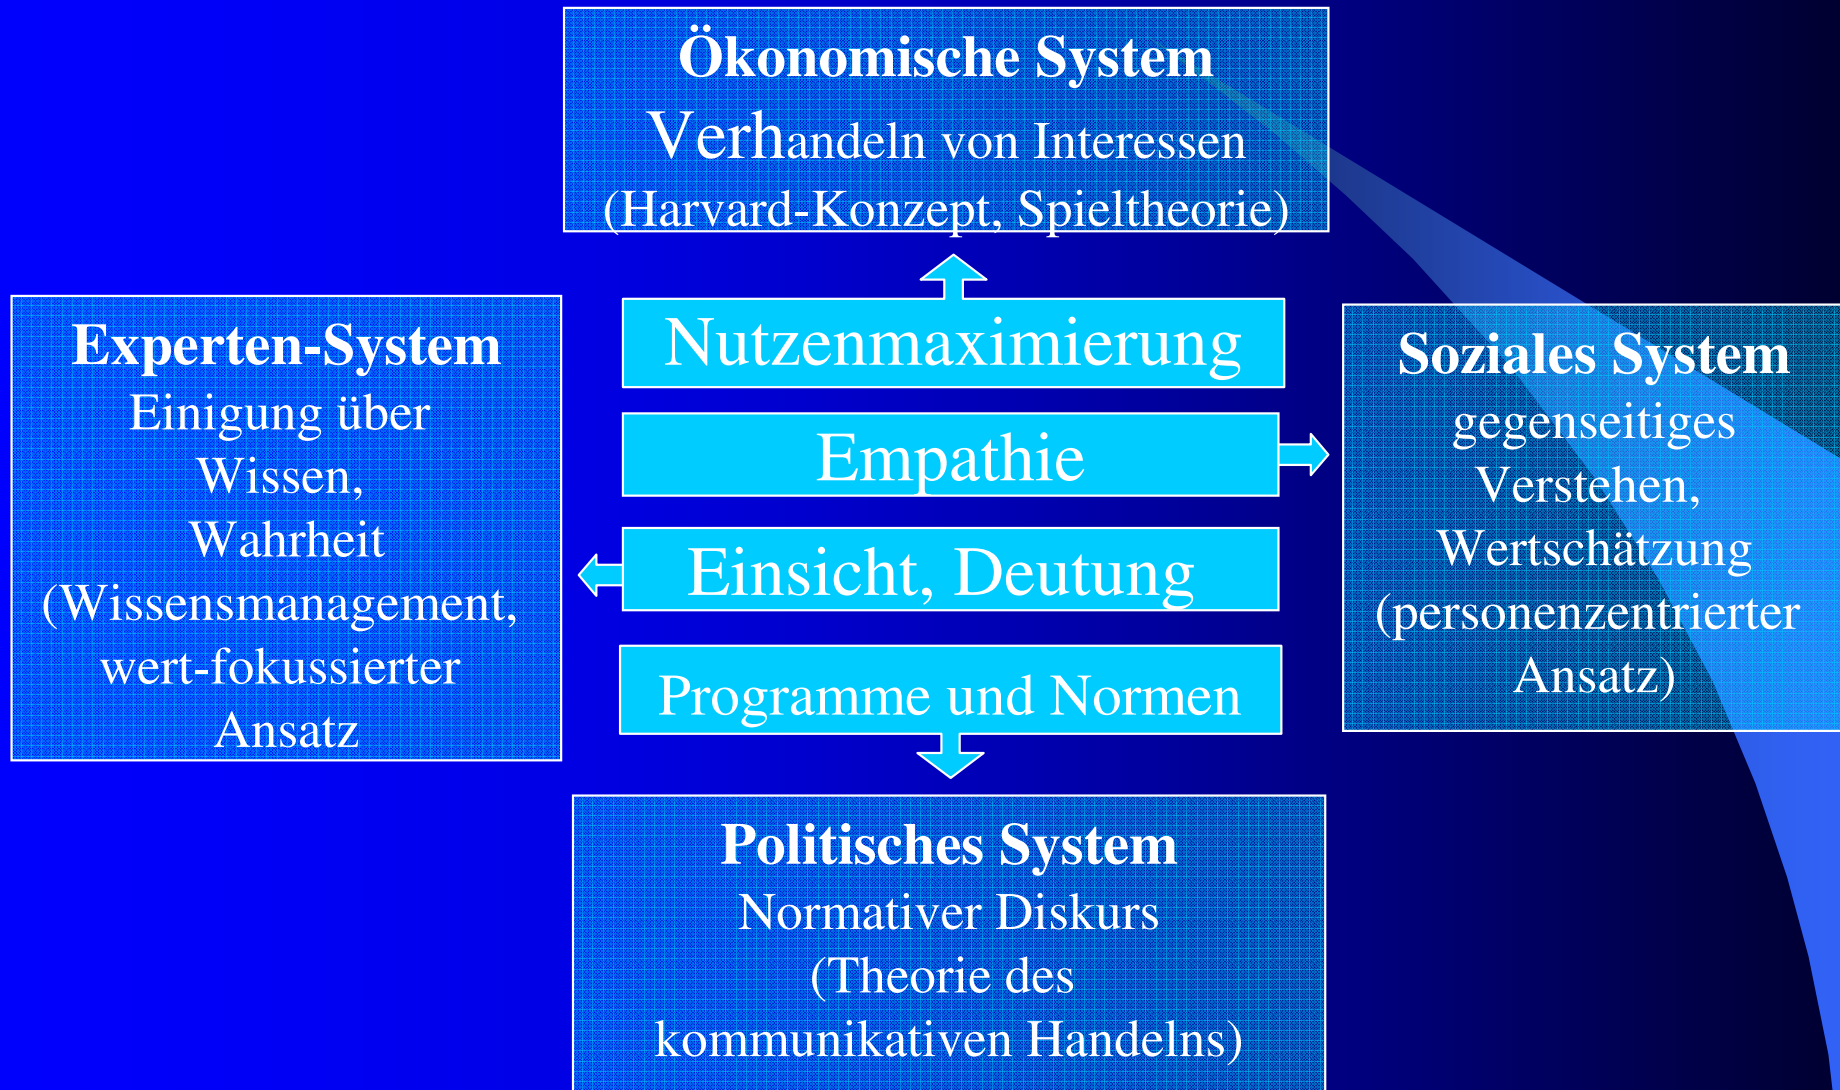 Ökonomische System
Verhandeln von Interessen
(Harvard-Konzept, Spieltheorie)
Experten-System
Einigung über
Wissen,
Wahrheit
(Wissensmanagement,
wert-fokussierter
Ansatz
Nutzenmaximierung
Empathie
Einsicht, Deutung
Programme und Normen
Soziales System
gegenseitiges
Verstehen,
Wertschätzung
(personenzentrierter
Ansatz)
Politisches System
Normativer Diskurs
(Theorie des
kommunikativen Handelns)